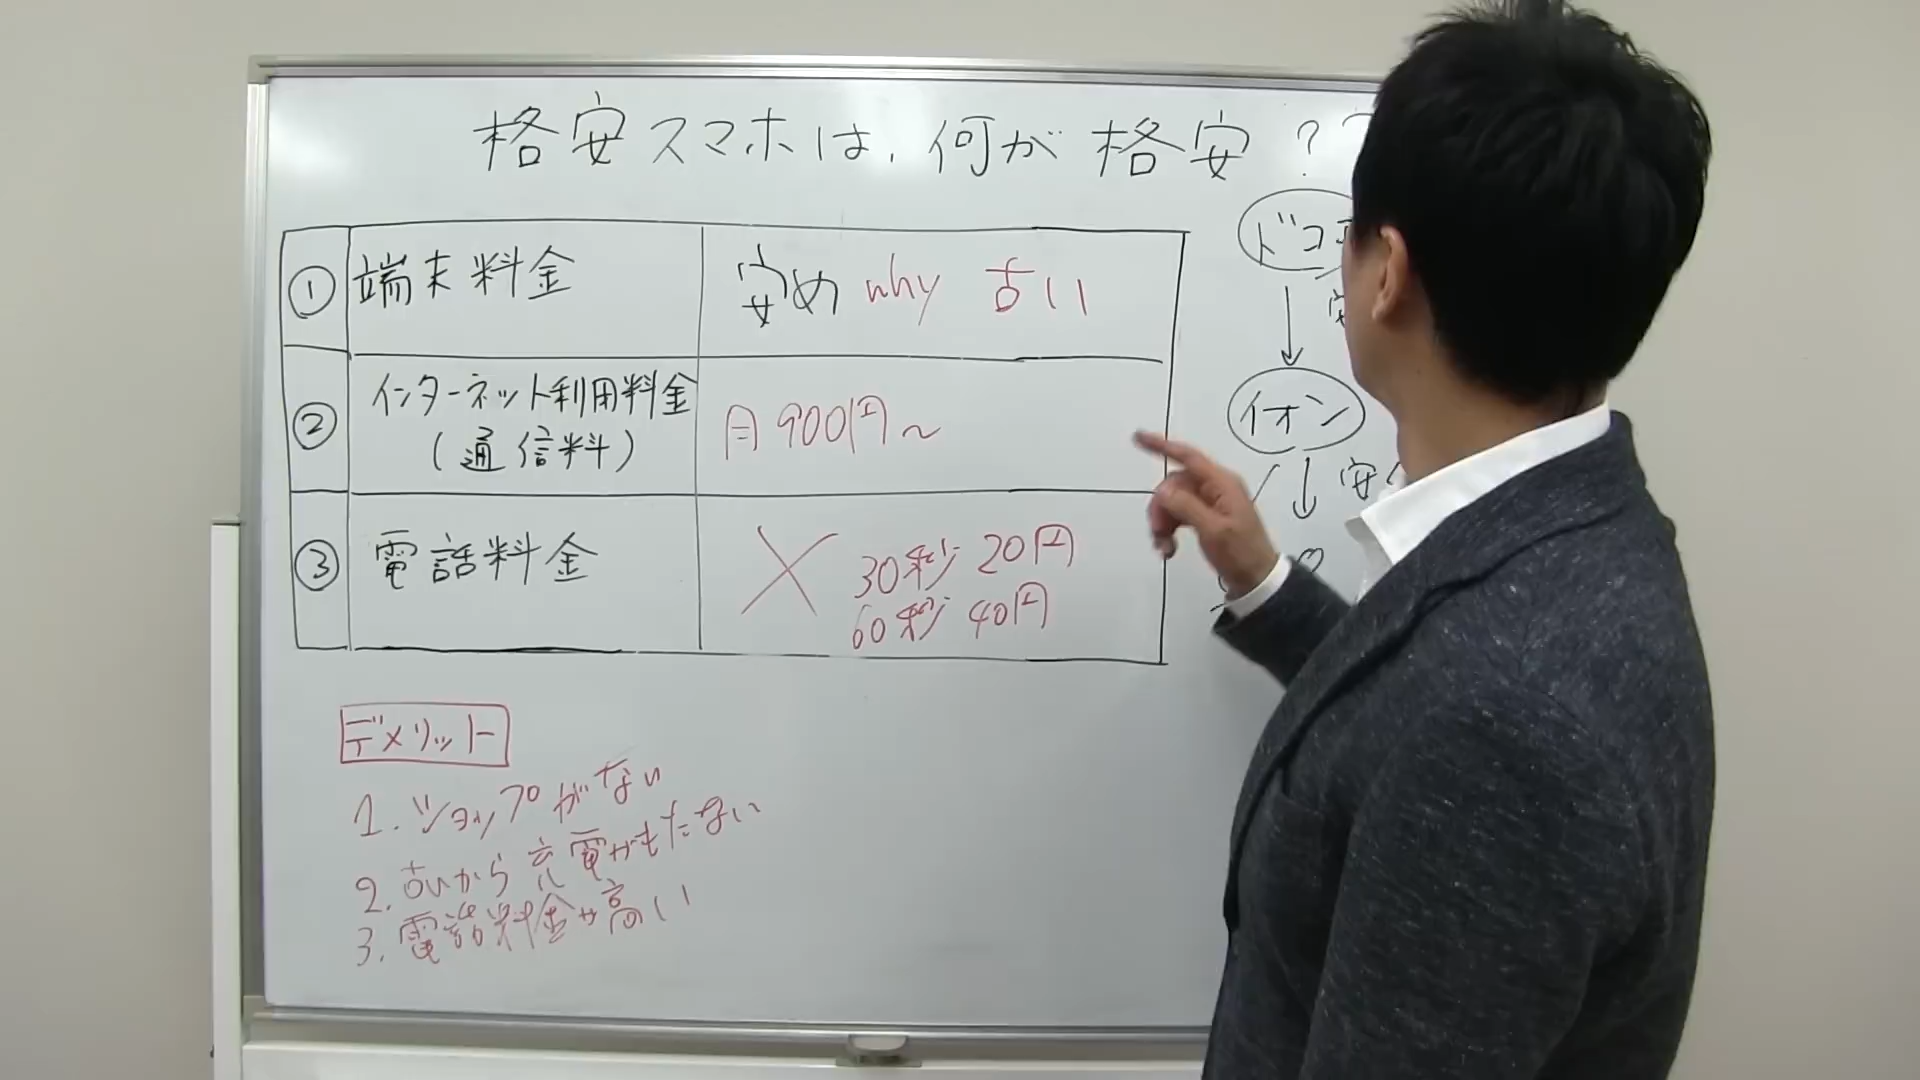 格安スマホは、何が格安??
① 端末料金 安め why 古い
② インターネット利用料金
(通信料)
月900円~
③ 電話料金 × 30秒 20円
60秒 40円
デメリット
1. ショップがない
2. 古いから充電がもたない
3. 電話料金が高い
ドコ
↓ 安
イオン
↓ 安